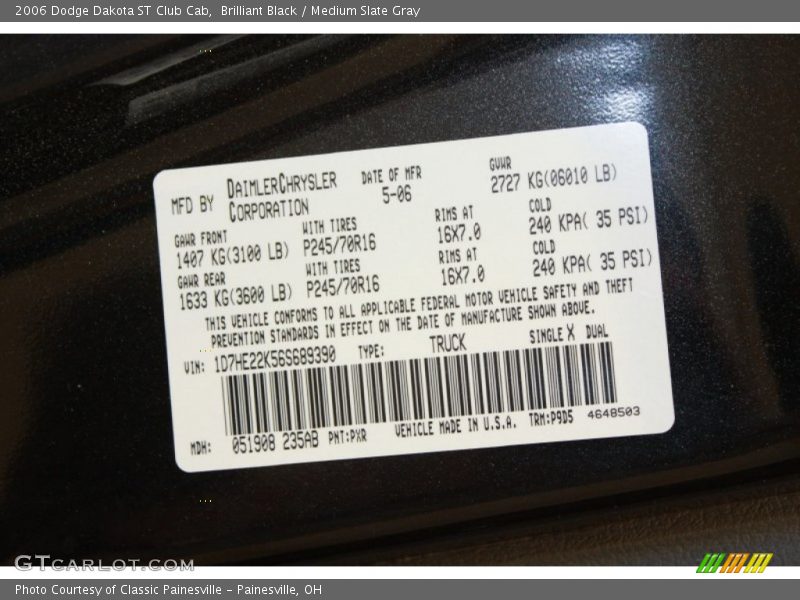 2006 Dodge Dakota ST Club Cab,  Brilliant Black / Medium Slate Gray
MFD BY DAIMLERCHRYSLER CORPORATION
DATE OF MFR 5-06
GVWR 2727 KG(06010 LB)
GAWR FRONT 1407 KG(3100 LB)
WITH TIRES P245/70R16
RIMS AT 16X7.0
COLD 240 KPA( 35 PSI)
GAWR REAR 1633 KG(3600 LB)
WITH TIRES P245/70R16
RIMS AT 16X7.0
COLD 240 KPA( 35 PSI)
THIS VEHICLE CONFORMS TO ALL APPLICABLE FEDERAL MOTOR VEHICLE SAFETY AND THEFT
PREVENTION STANDARDS IN EFFECT ON THE DATE OF MANUFACTURE SHOWN ABOVE.
VIN: 1D7HE22K56S689390 TYPE: TRUCK SINGLE X DUAL
MDH: 051908 235AB PNT:PXR VEHICLE MADE IN U.S.A. TRM:P9D5 4648503
GTCARLOT.COM
Photo Courtesy of Classic Painesville – Painesville, OH